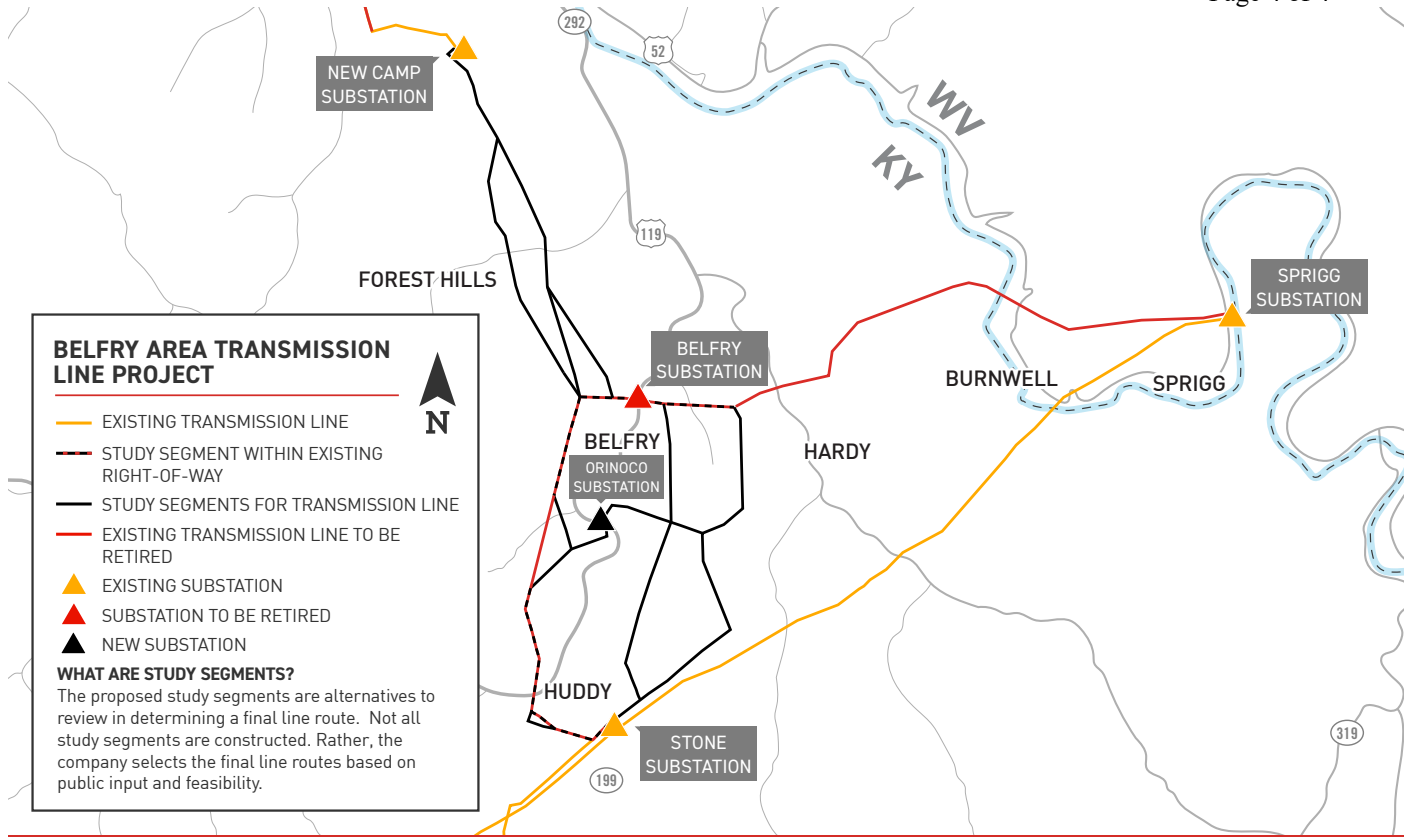 292
52
NEW CAMP
SUBSTATION
WV
KY
119
FOREST HILLS
SPRIGG
SUBSTATION
BELFRY
SUBSTATION
BURNWELL
SPRIGG
BELFRY
HARDY
ORINOCO
SUBSTATION
HUDDY
STONE
SUBSTATION
199
319
BELFRY AREA TRANSMISSION
LINE PROJECT
N
EXISTING TRANSMISSION LINE
STUDY SEGMENT WITHIN EXISTING
RIGHT-OF-WAY
STUDY SEGMENTS FOR TRANSMISSION LINE
EXISTING TRANSMISSION LINE TO BE
RETIRED
EXISTING SUBSTATION
SUBSTATION TO BE RETIRED
NEW SUBSTATION
WHAT ARE STUDY SEGMENTS?
The proposed study segments are alternatives to
review in determining a final line route. Not all
study segments are constructed. Rather, the
company selects the final line routes based on
public input and feasibility.